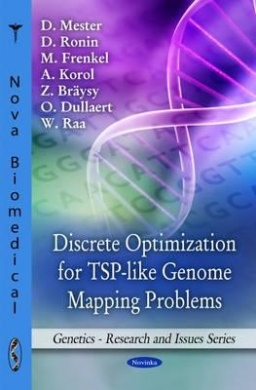 D. Mester
D. Ronin
M. Frenkel
A. Korol
Z. Bräysy
O. Dullaert
W. Raa
Nova Biomedical
Discrete Optimization
for TSP-like Genome
Mapping Problems
Genetics - Research and Issues Series
Novinka